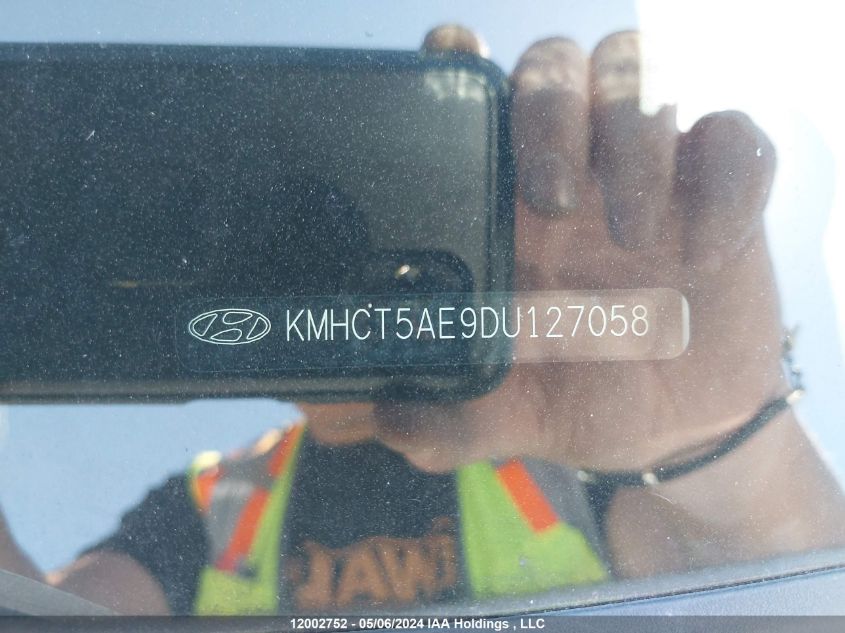 KMHCT5AE9DU127058
12002752 - 05/06/2024 IAA Holdings , LLC